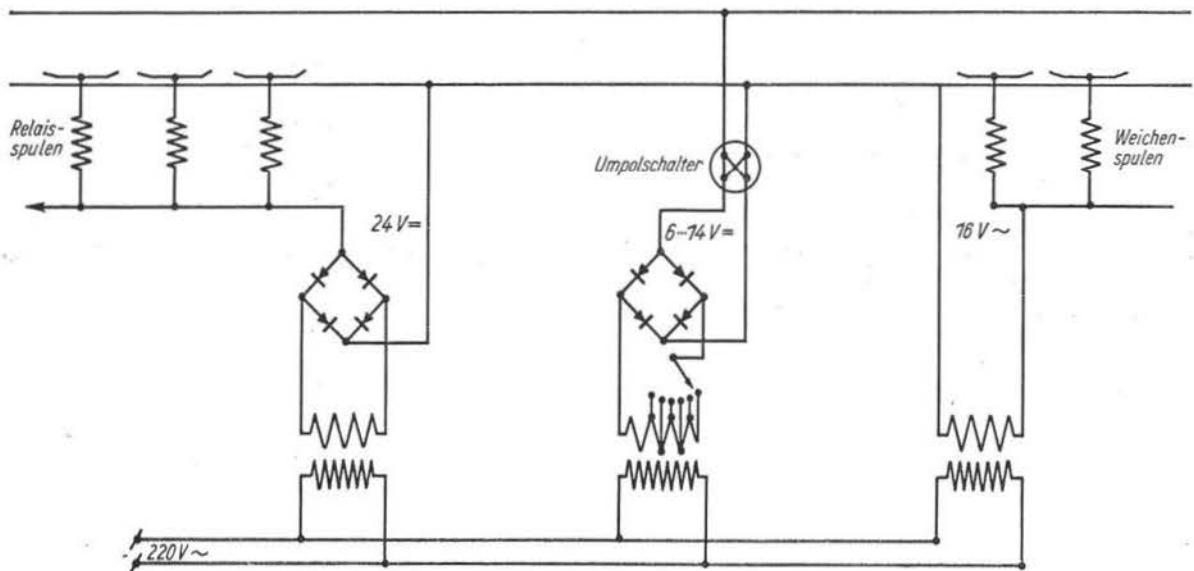 Relais-
spulen
24 V=
Umpolschalter
6-14 V=
16 V~
Weichen-
spulen
220 V~